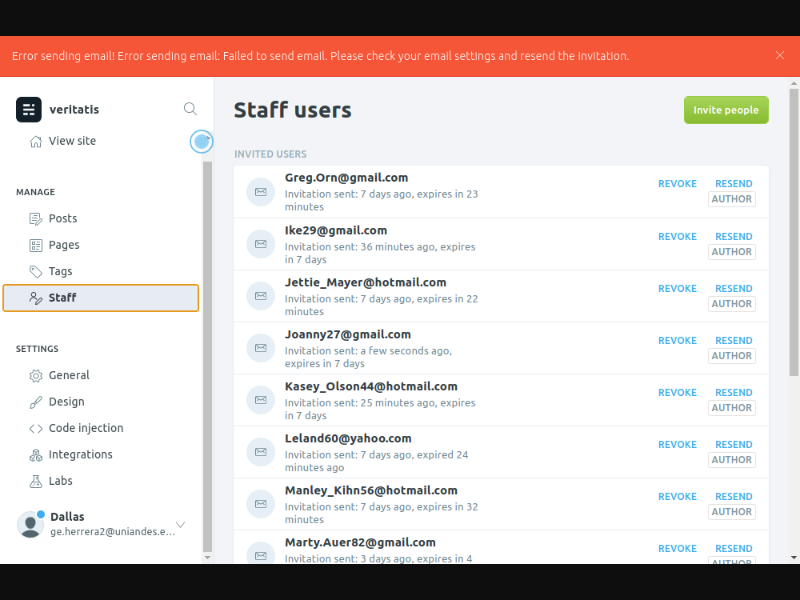 Error sending email! Error sending email: Failed to send email. Please check your email settings and resend the invitation.
veritatis
View site
MANAGE
Posts
Pages
Tags
Staff
SETTINGS
General
Design
Code injection
Integrations
Labs
Dallas
ge.herrera2@uniandes.e...
Staff users
Invite people
INVITED USERS
Greg.Orn@gmail.com
Invitation sent: 7 days ago, expires in 23
minutes
REVOKE RESEND
AUTHOR
Ike29@gmail.com
Invitation sent: 36 minutes ago, expires
in 7 days
REVOKE RESEND
AUTHOR
Jettie_Mayer@hotmail.com
Invitation sent: 7 days ago, expires in 22
minutes
REVOKE RESEND
AUTHOR
Joanny27@gmail.com
Invitation sent: a few seconds ago,
expires in 7 days
REVOKE RESEND
AUTHOR
Kasey_Olson44@hotmail.com
Invitation sent: 25 minutes ago, expires
in 7 days
REVOKE RESEND
AUTHOR
Leland60@yahoo.com
Invitation sent: 7 days ago, expired 24
minutes ago
REVOKE RESEND
AUTHOR
Manley_Kihn56@hotmail.com
Invitation sent: 7 days ago, expires in 32
minutes
REVOKE RESEND
AUTHOR
Marty.Auer82@gmail.com
Invitation sent: 3 days ago, expires in 4
REVOKE RESEND
AUTHOR